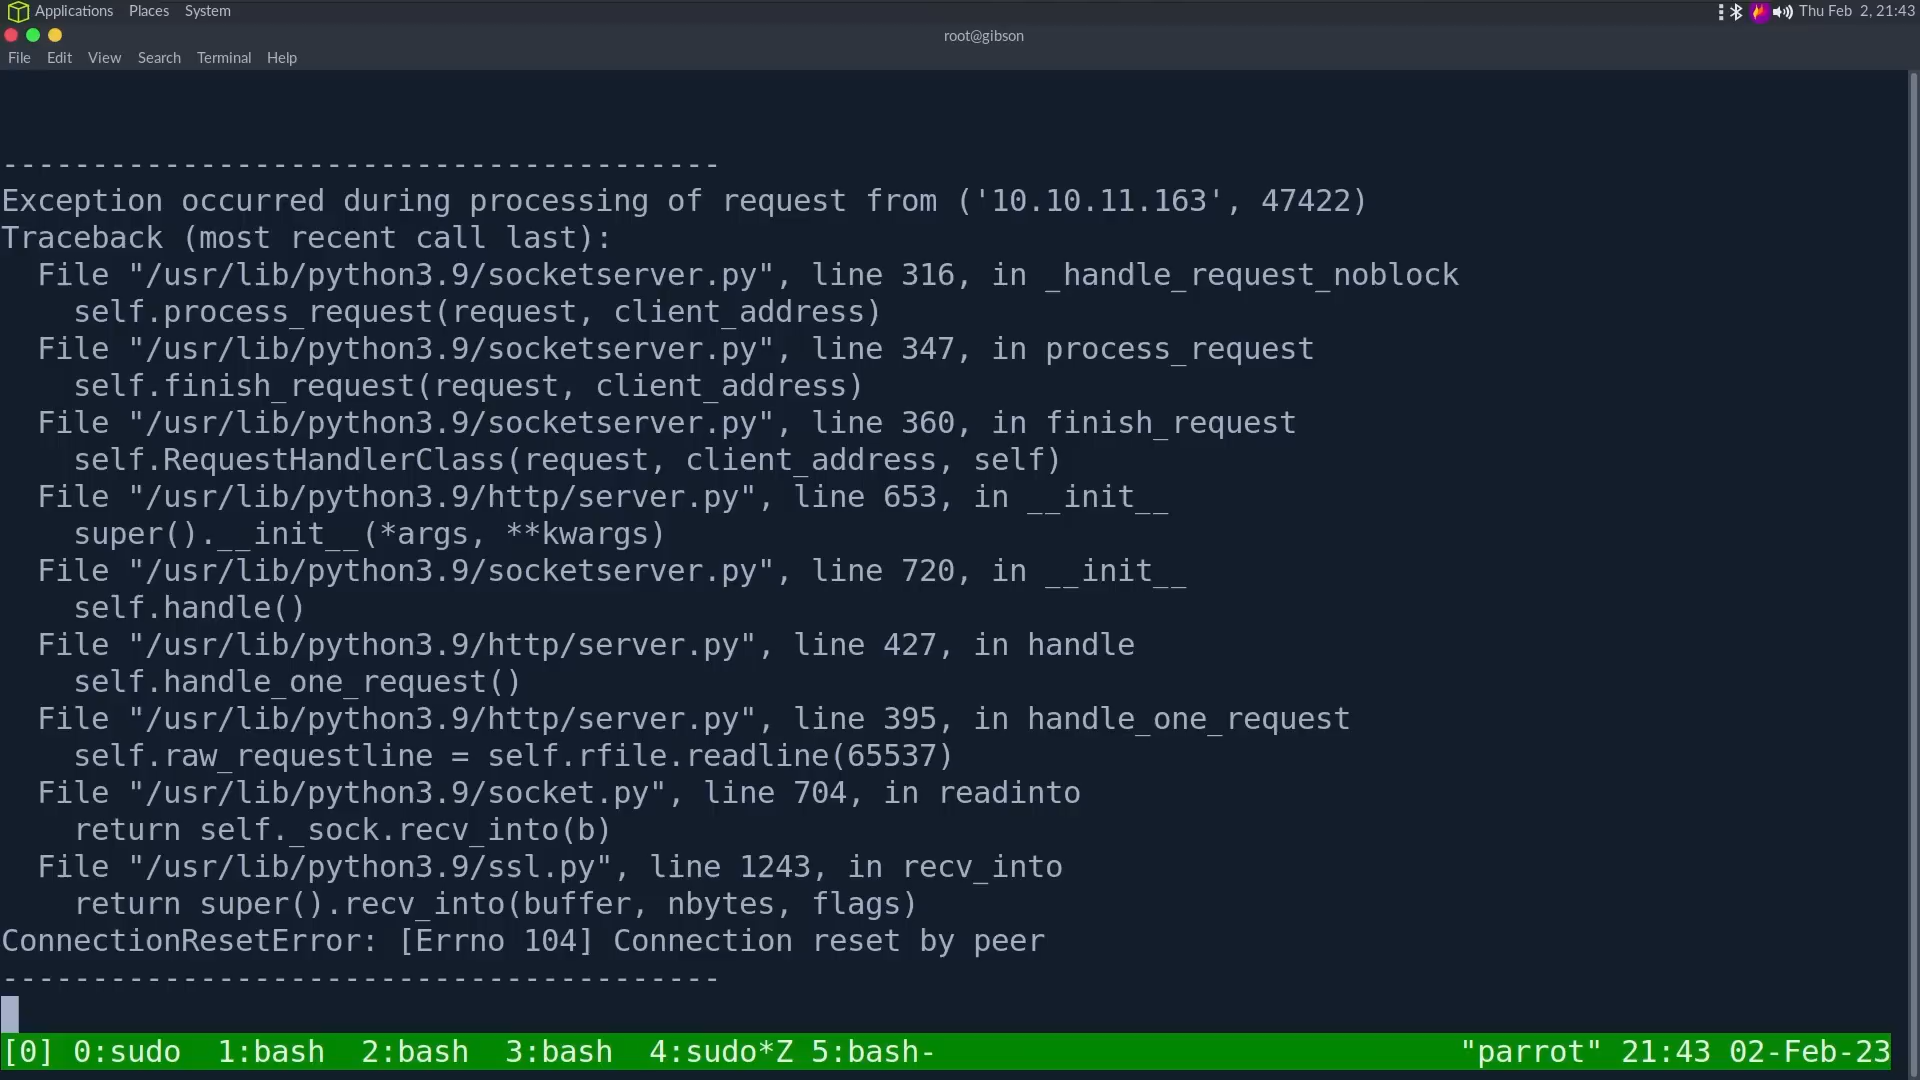 Applications Places System
Thu Feb 2, 21:43
root@gibson
File Edit View Search Terminal Help
----------------------------------------
Exception occurred during processing of request from ('10.10.11.163', 47422)
Traceback (most recent call last):
  File "/usr/lib/python3.9/socketserver.py", line 316, in _handle_request_noblock
    self.process_request(request, client_address)
  File "/usr/lib/python3.9/socketserver.py", line 347, in process_request
    self.finish_request(request, client_address)
  File "/usr/lib/python3.9/socketserver.py", line 360, in finish_request
    self.RequestHandlerClass(request, client_address, self)
  File "/usr/lib/python3.9/http/server.py", line 653, in __init__
    super().__init__(*args, **kwargs)
  File "/usr/lib/python3.9/socketserver.py", line 720, in __init__
    self.handle()
  File "/usr/lib/python3.9/http/server.py", line 427, in handle
    self.handle_one_request()
  File "/usr/lib/python3.9/http/server.py", line 395, in handle_one_request
    self.raw_requestline = self.rfile.readline(65537)
  File "/usr/lib/python3.9/socket.py", line 704, in readinto
    return self._sock.recv_into(b)
  File "/usr/lib/python3.9/ssl.py", line 1243, in recv_into
    return super().recv_into(buffer, nbytes, flags)
ConnectionResetError: [Errno 104] Connection reset by peer
----------------------------------------
[0] 0:sudo  1:bash  2:bash  3:bash  4:sudo*Z 5:bash- "parrot" 21:43 02-Feb-23